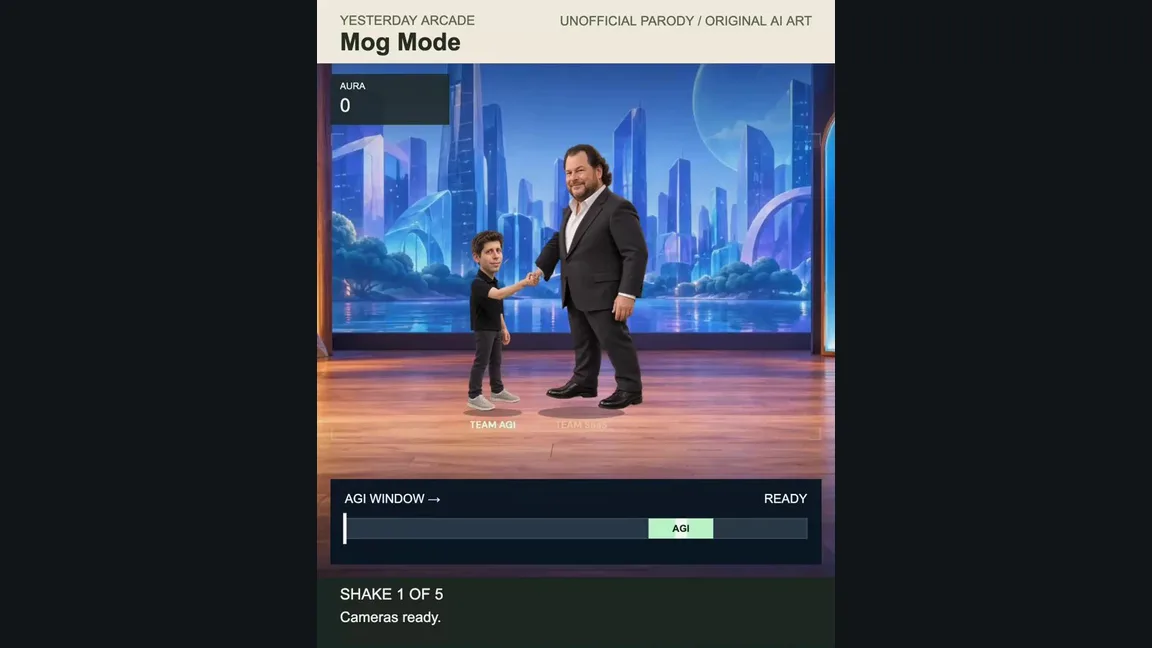 YESTERDAY ARCADE
UNOFFICIAL PARODY / ORIGINAL AI ART
Mog Mode
AURA
0
TEAM AGI
TEAM
AGI WINDOW →
READY
AGI
SHAKE 1 OF 5
Cameras ready.